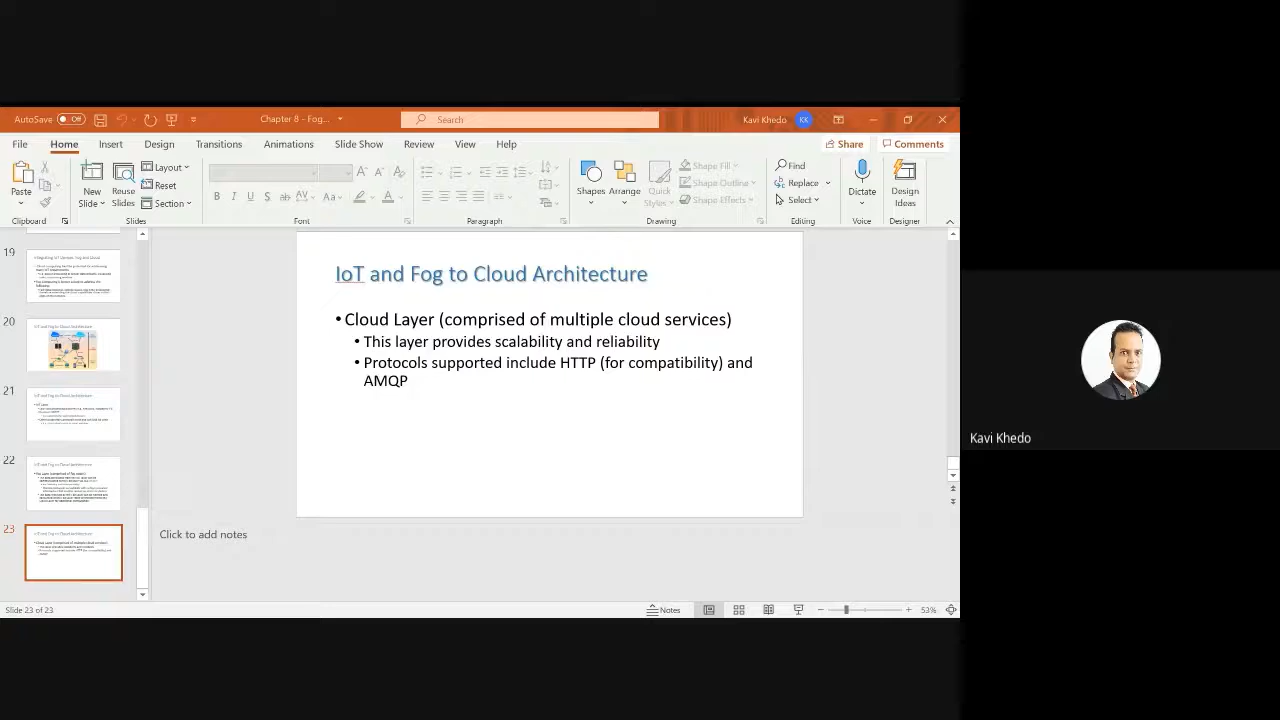 AutoSave Off Chapter 8 - Fog... Search Kavi Khedo KK
File Home Insert Design Transitions Animations Slide Show Review View Help Share Comments
Paste
New Slide
Reuse Slides
Layout
Reset
Section
Shapes
Arrange
Quick Styles
Shape Fill
Shape Outline
Shape Effects
Find
Replace
Select
Dictate
Design Ideas
Clipboard Slides Font Paragraph Drawing Editing Voice Designer
19
20
21
22
23
IoT and Fog to Cloud Architecture
• Cloud Layer (comprised of multiple cloud services)
• This layer provides scalability and reliability
• Protocols supported include HTTP (for compatibility) and
AMQP
Click to add notes
Slide 23 of 23 Notes 53%
Kavi Khedo